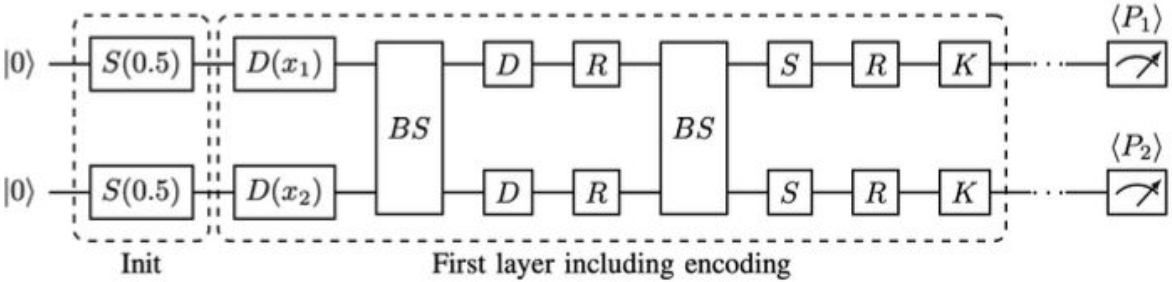 ⟨P₁⟩
|0⟩ S(0.5) D(x₁) BS D R BS S R K ...
⟨P₂⟩
|0⟩ S(0.5) D(x₂) D R S R K ...
Init First layer including encoding